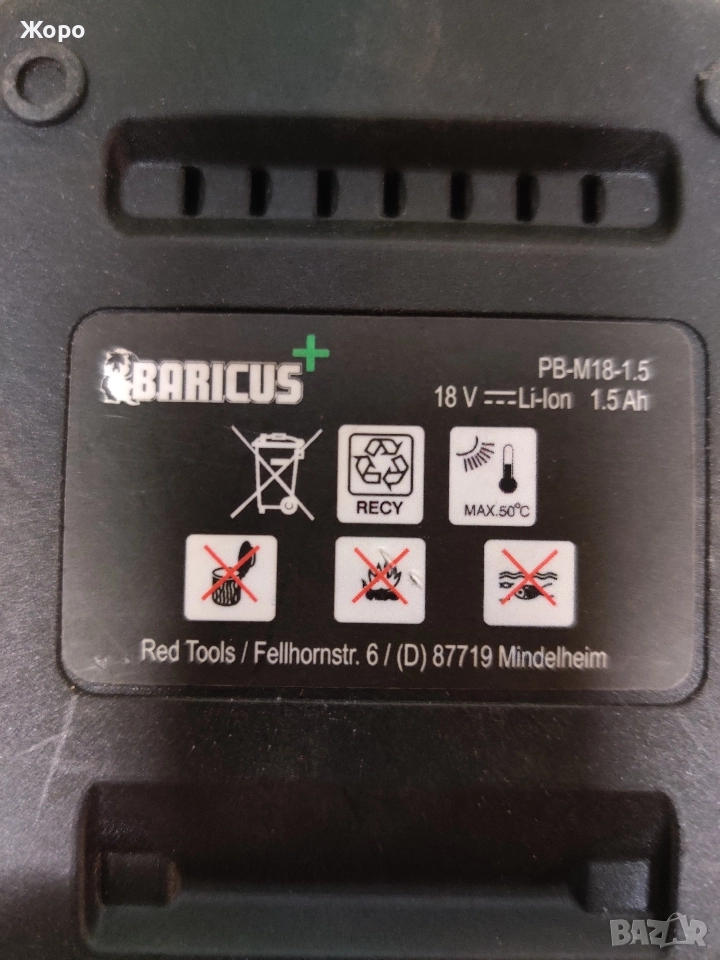 Жоро
BARICUS+
PB-M18-1.5
18 V Li-Ion 1.5 Ah
RECY
MAX.50°C
Red Tools / Fellhornstr. 6 / (D) 87719 Mindelheim
BAZAR